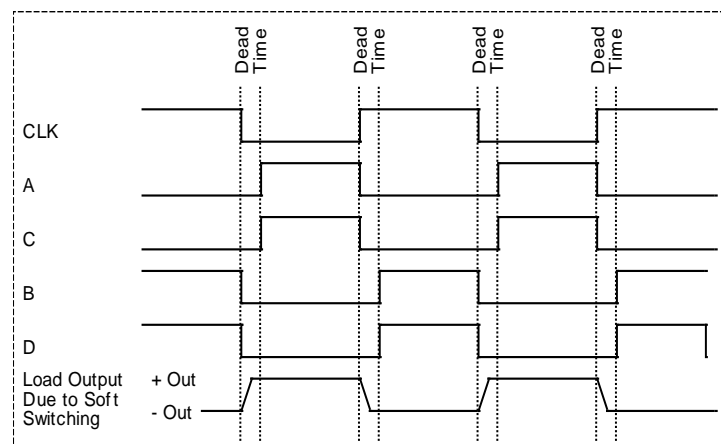 Dead Time
Dead Time
Dead Time
Dead Time
CLK
A
C
B
D
Load Output + Out
Due to Soft
Switching - Out